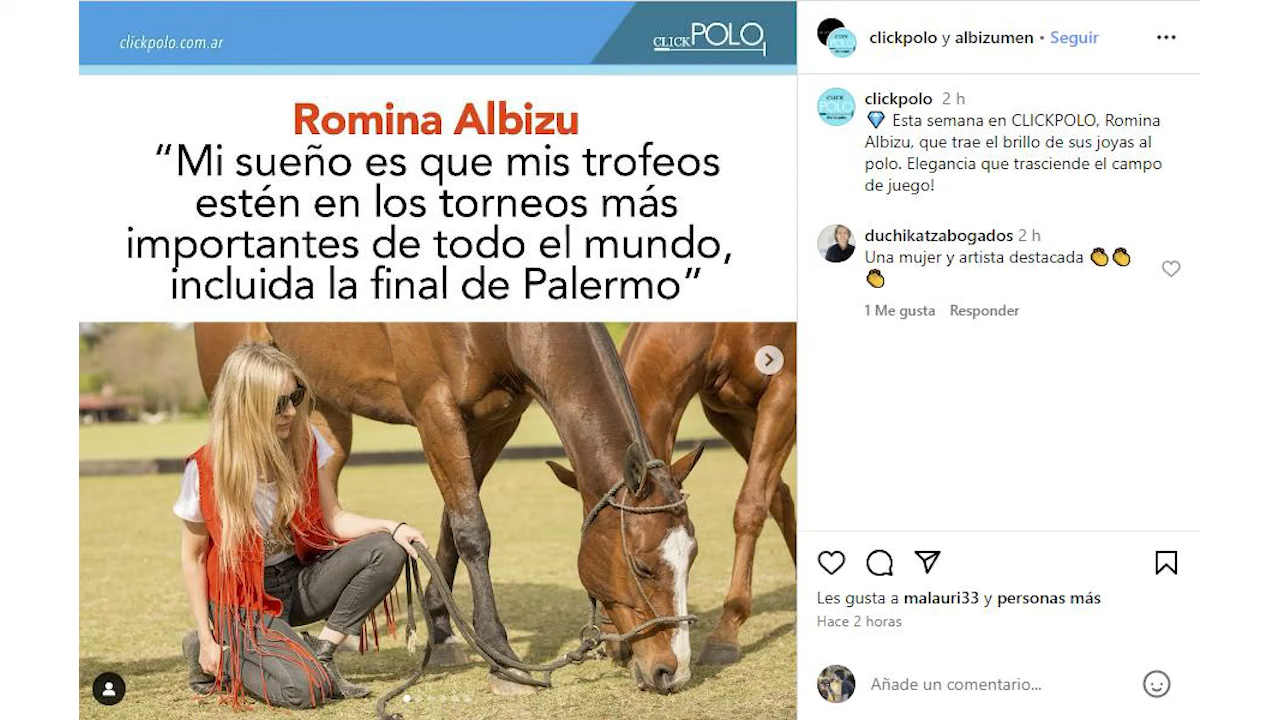 clickpolo.com.ar
CLICKPOLO
Romina Albizu
“Mi sueño es que mis trofeos
estén en los torneos más
importantes de todo el mundo,
incluida la final de Palermo”
clickpolo y albizumen • Seguir
clickpolo 2 h
💎 Esta semana en CLICKPOLO, Romina
Albizu, que trae el brillo de sus joyas al
polo. Elegancia que trasciende el campo
de juego!
duchikatzabogados 2 h
Una mujer y artista destacada 👏👏
👏
1 Me gusta Responder
Les gusta a malauri33 y personas más
Hace 2 horas
Añade un comentario...